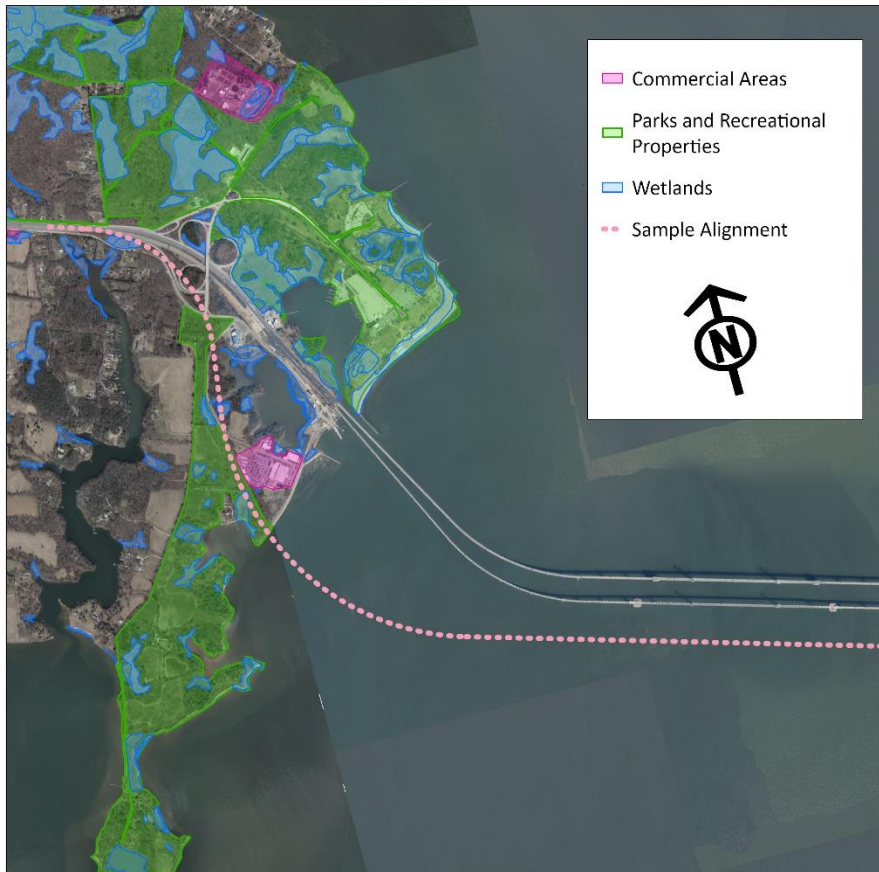 Commercial Areas
Parks and Recreational
Properties
Wetlands
Sample Alignment
N